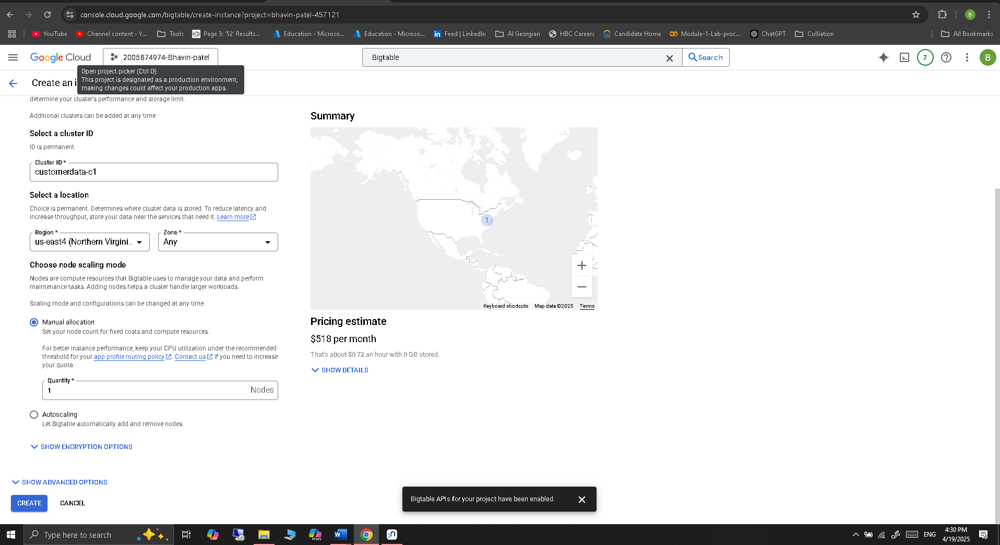 console.cloud.google.com/bigtable/create-instance?project=bhavin-patel-457121
B
YouTube
Channel content - Y...
Tools
Page 3: '52' Results...
Education - Microso...
Education - Microso...
Feed | LinkedIn
AI Georgian
HBC Careers
Candidate Home
Module-1-Lab-proc...
ChatGPT
Colliation
All Bookmarks
Google Cloud
2005874974-Bhavin-patel
Bigtable
Search
2
B
Open project picker (Ctrl O)
This project is designated as a production environment;
making changes could affect your production apps.
Create an i
determine your cluster's performance and storage limit.
Additional clusters can be added at any time.
Select a cluster ID
ID is permanent
Cluster ID *
customerdata-c1
Select a location
Choice is permanent. Determines where cluster data is stored. To reduce latency and
increase throughput, store your data near the services that need it. Learn more
Region *
us-east4 (Northern Virgini...
Zone *
Any
Choose node scaling mode
Nodes are compute resources that Bigtable uses to manage your data and perform
maintenance tasks. Adding nodes helps a cluster handle larger workloads.
Scaling mode and configurations can be changed at any time.
Manual allocation
Set your node count for fixed costs and compute resources.
For better instance performance, keep your CPU utilization under the recommended
threshold for your app profile routing policy. Contact us if you need to increase
your quota.
Quantity *
1
Nodes
Autoscaling
Let Bigtable automatically add and remove nodes.
SHOW ENCRYPTION OPTIONS
SHOW ADVANCED OPTIONS
CREATE
CANCEL
Summary
1
Keyboard shortcuts
Map data ©2025
Terms
Pricing estimate
$518 per month
That's about $0.72 an hour with 0 GB stored.
SHOW DETAILS
Bigtable APIs for your project have been enabled.
Type here to search
M365
ENG
4:30 PM
4/19/2025